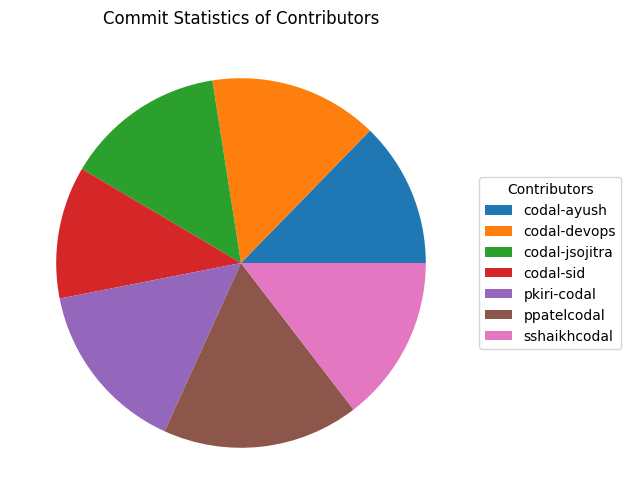 Commit Statistics of Contributors
Contributors
codal-ayush
codal-devops
codal-jsojitra
codal-sid
pkiri-codal
ppatelcodal
sshaikhcodal